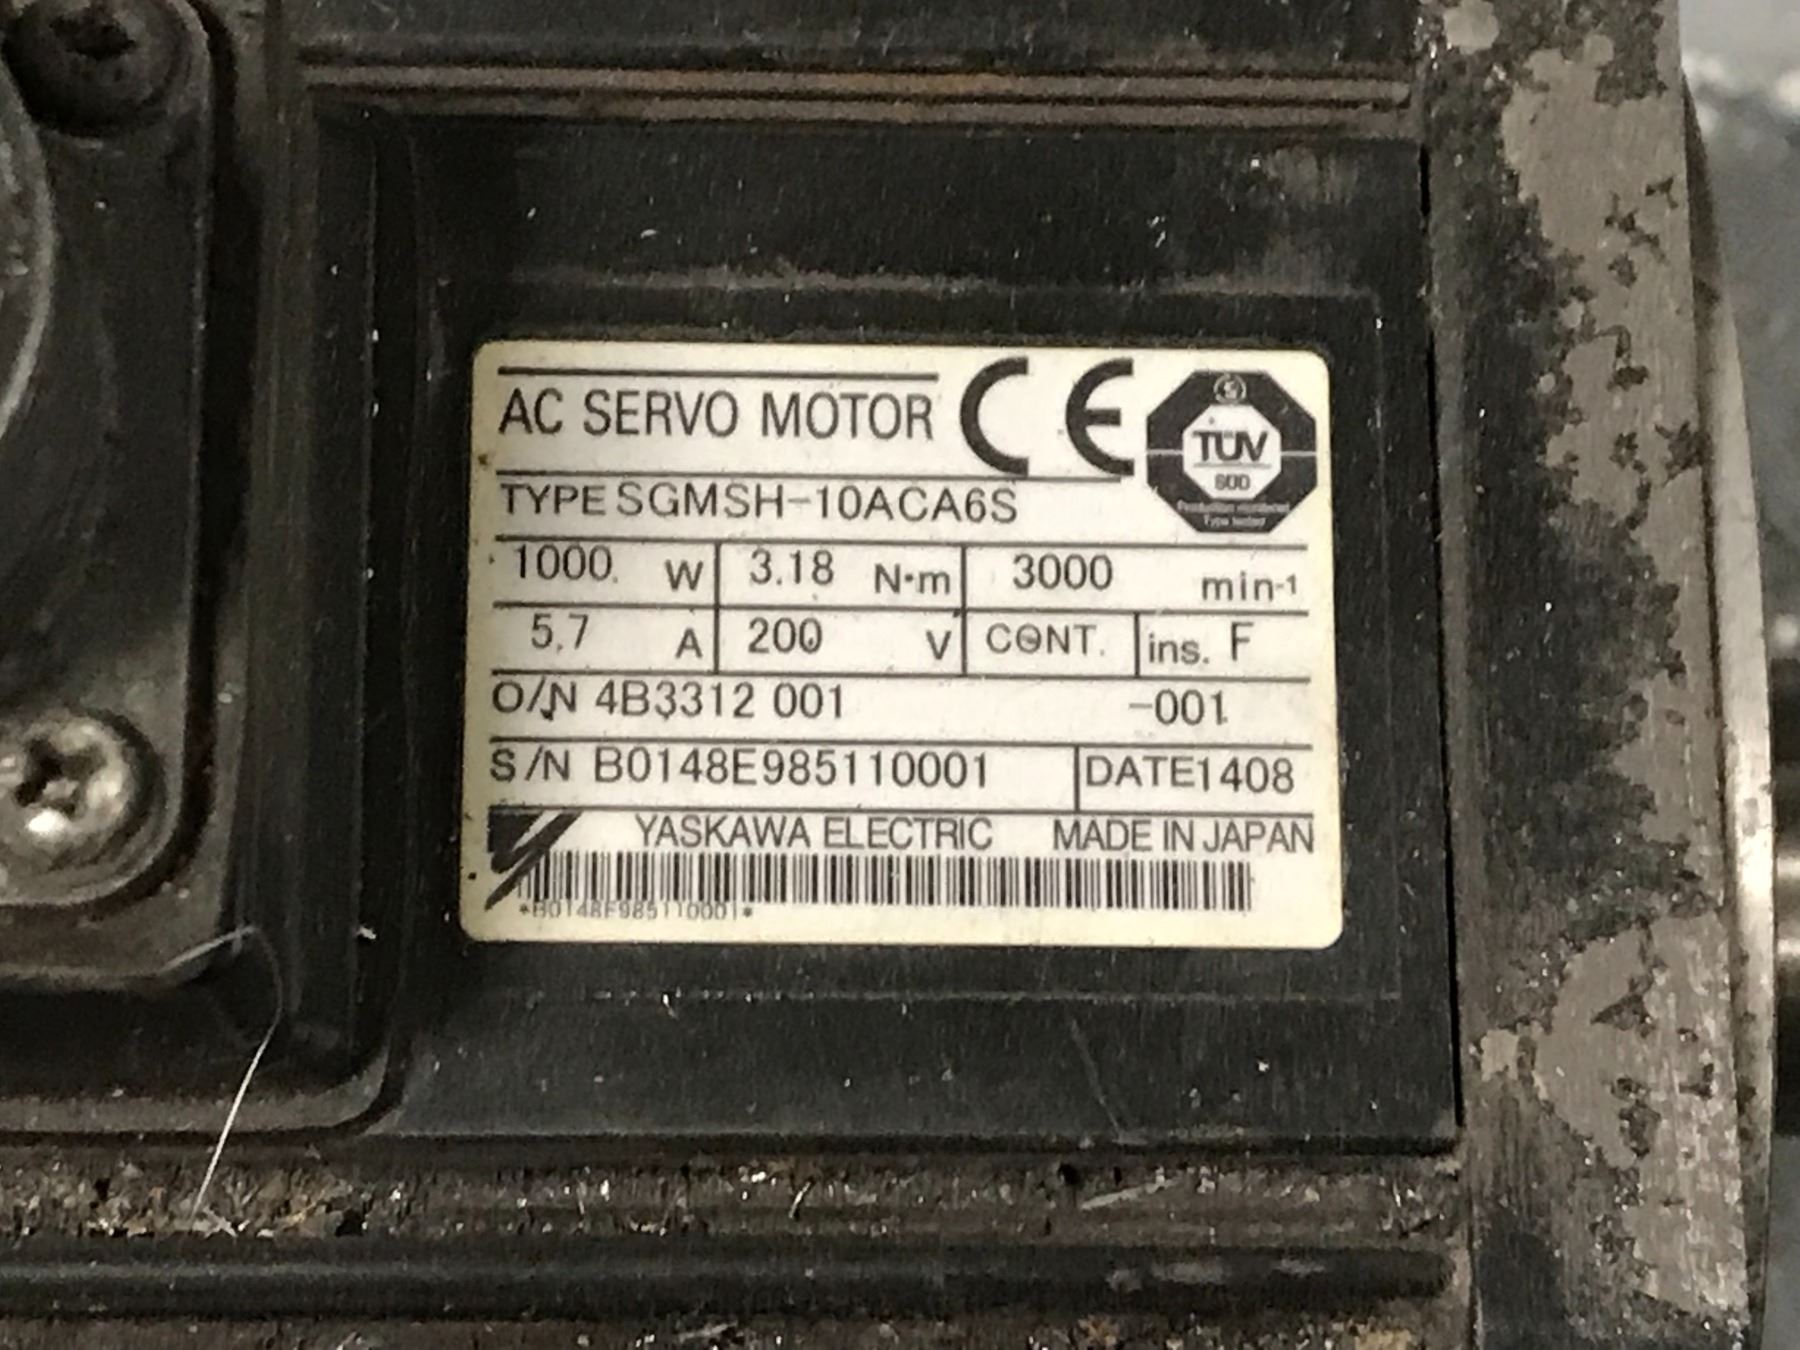 AC SERVO MOTOR CE
TÜV
TYPE SGMSH-10ACA6S
1000. W 3.18 N·m 3000 min-1
5.7 A 200 V CONT. ins. F
O/N 4B3312 001 -001
S/N B0148E985110001 DATE1408
YASKAWA ELECTRIC MADE IN JAPAN
*B0148E985110001*